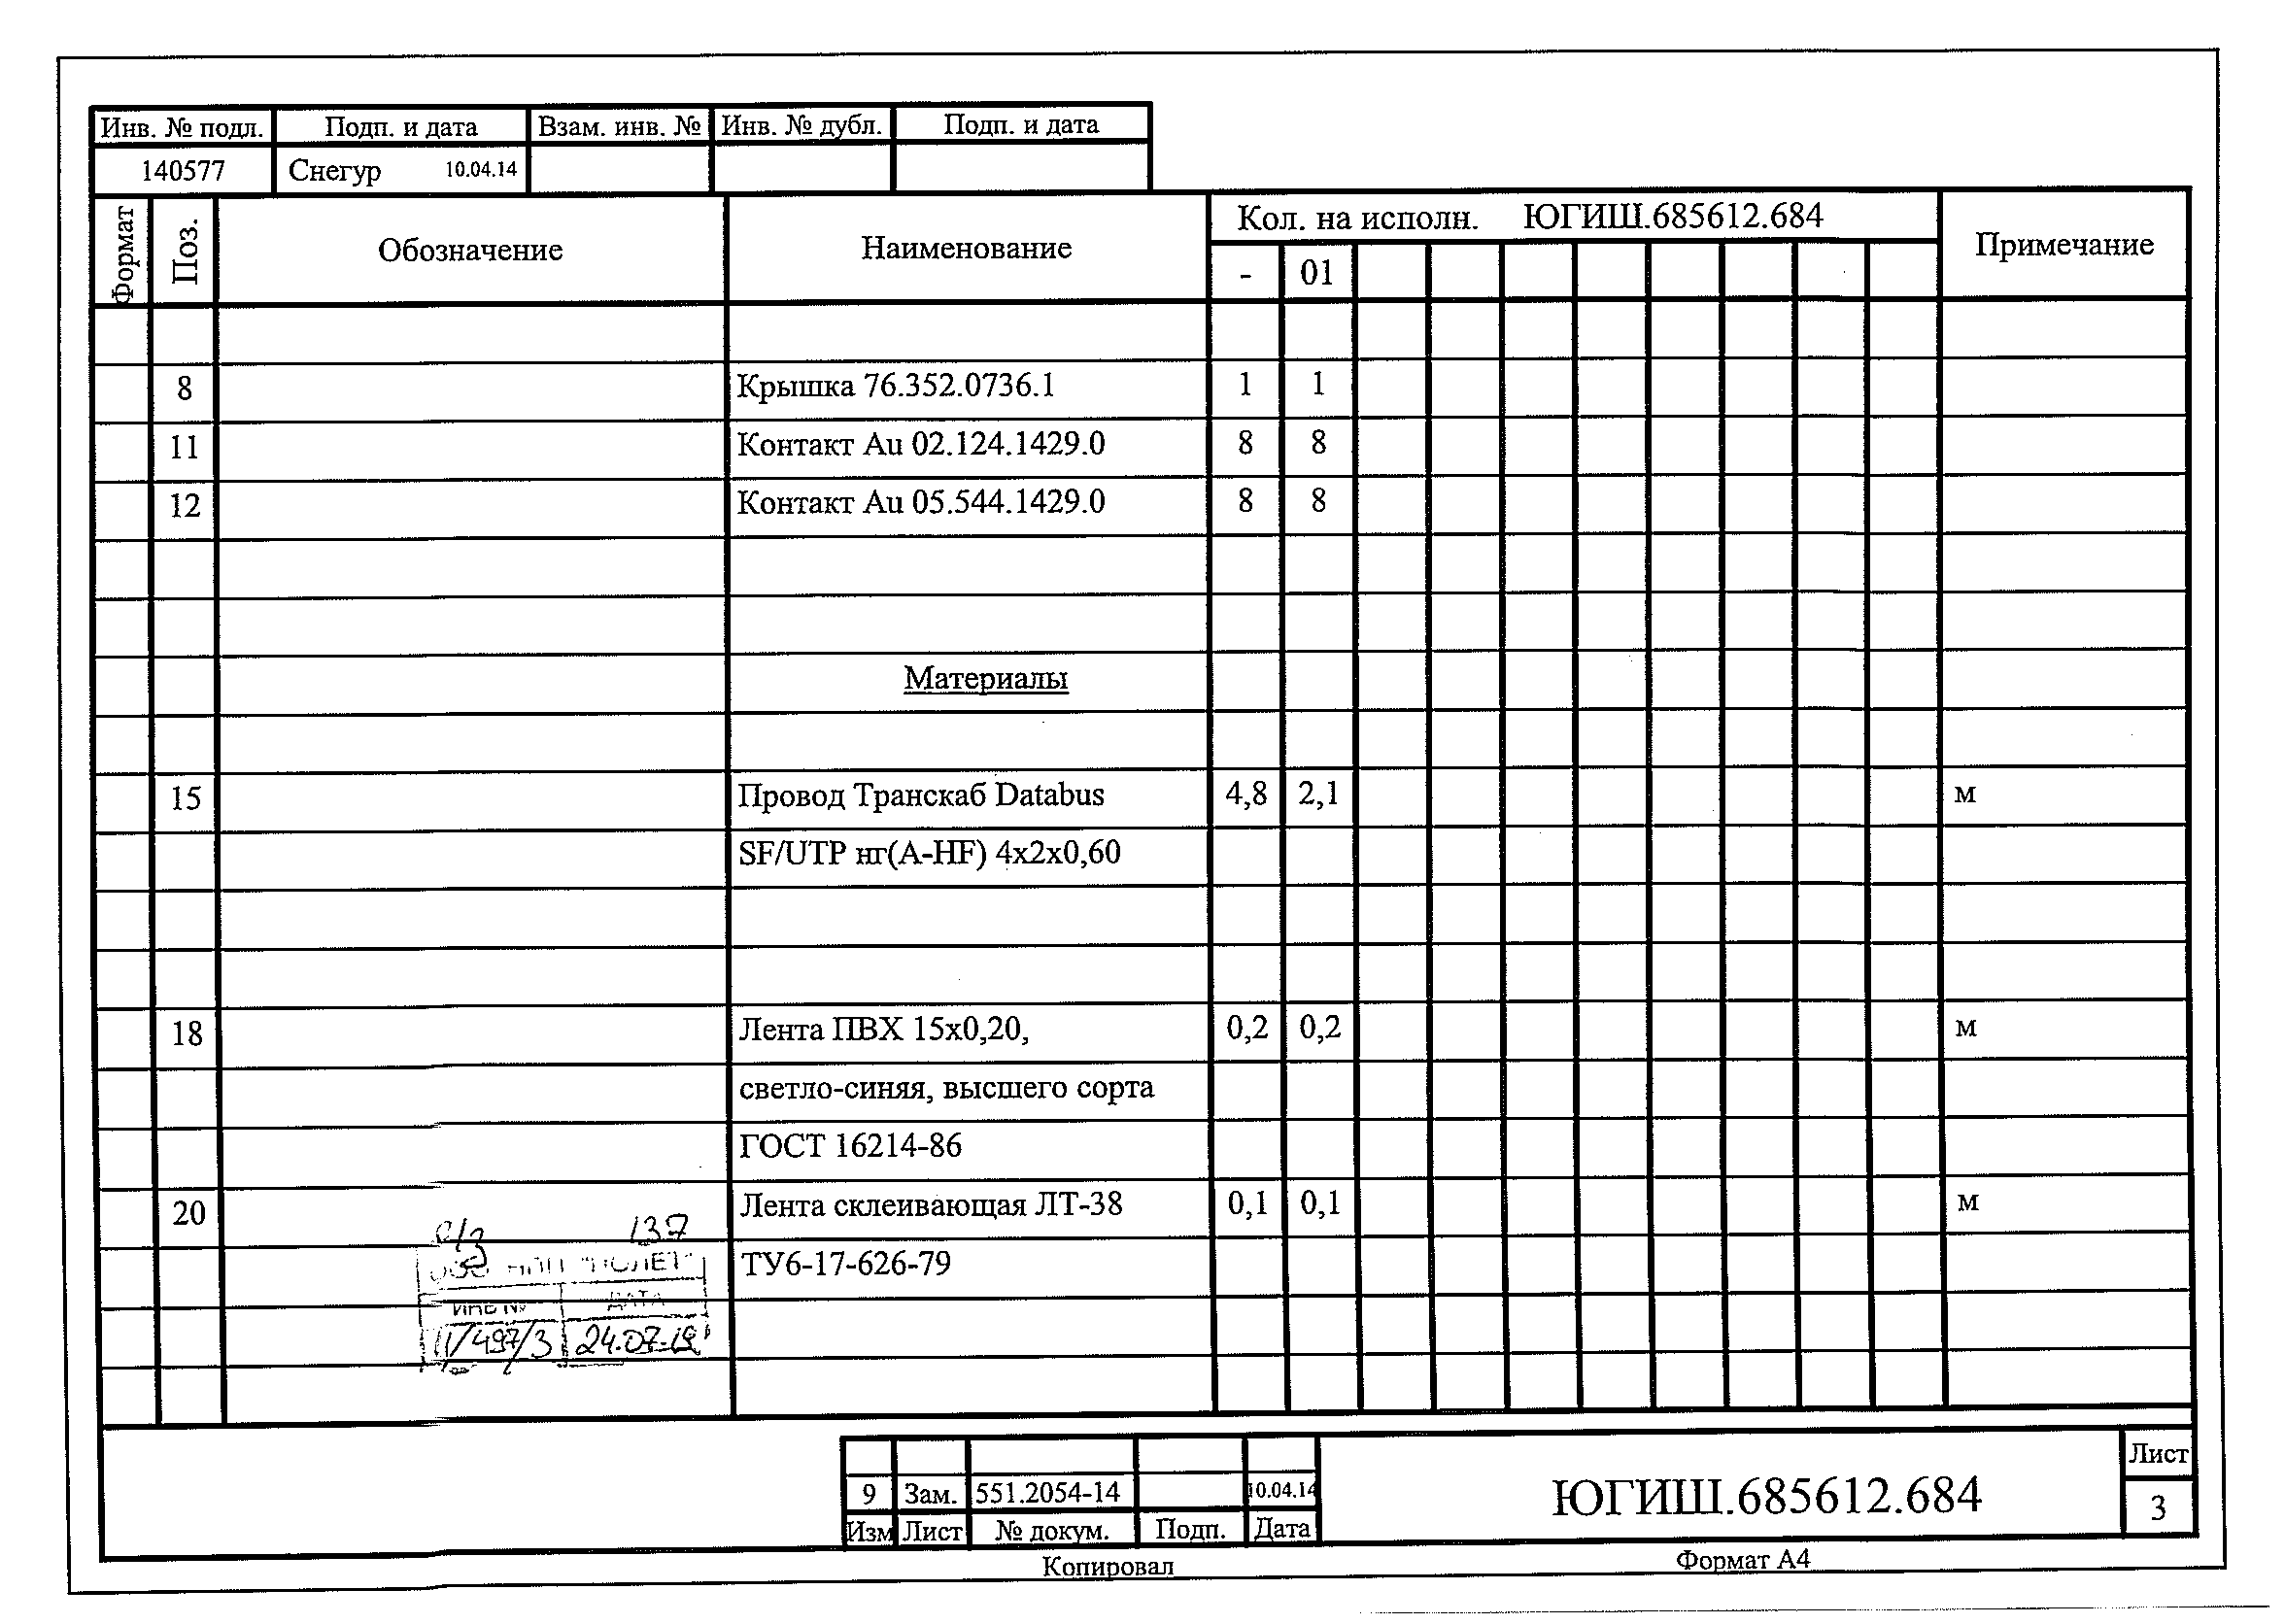 Инв. № подл. Подп. и дата Взам. инв. № Инв. № дубл. Подп. и дата
140577 Снегур 10.04.14
Формат Поз. Обозначение Наименование Кол. на исполн. ЮГИШ.685612.684 Примечание
- 01
8 Крышка 76.352.0736.1 1 1
11 Контакт Au 02.124.1429.0 8 8
12 Контакт Au 05.544.1429.0 8 8
Материалы
15 Провод Транскаб Databus 4,8 2,1 м
SF/UTP нг(А-HF) 4х2х0,60
18 Лента ПВХ 15х0,20, 0,2 0,2 м
светло-синяя, высшего сорта
ГОСТ 16214-86
20 Лента склеивающая ЛТ-38 0,1 0,1 м
137
ТУ6-17-626-79
ООО НПП "ПОЛЕТ"
ИНВ № ДАТА
11/497/3 24.07.19
9 Зам. 551.2054-14 10.04.14
Изм Лист № докум. Подп. Дата
ЮГИШ.685612.684
Лист
3
Копировал Формат А4